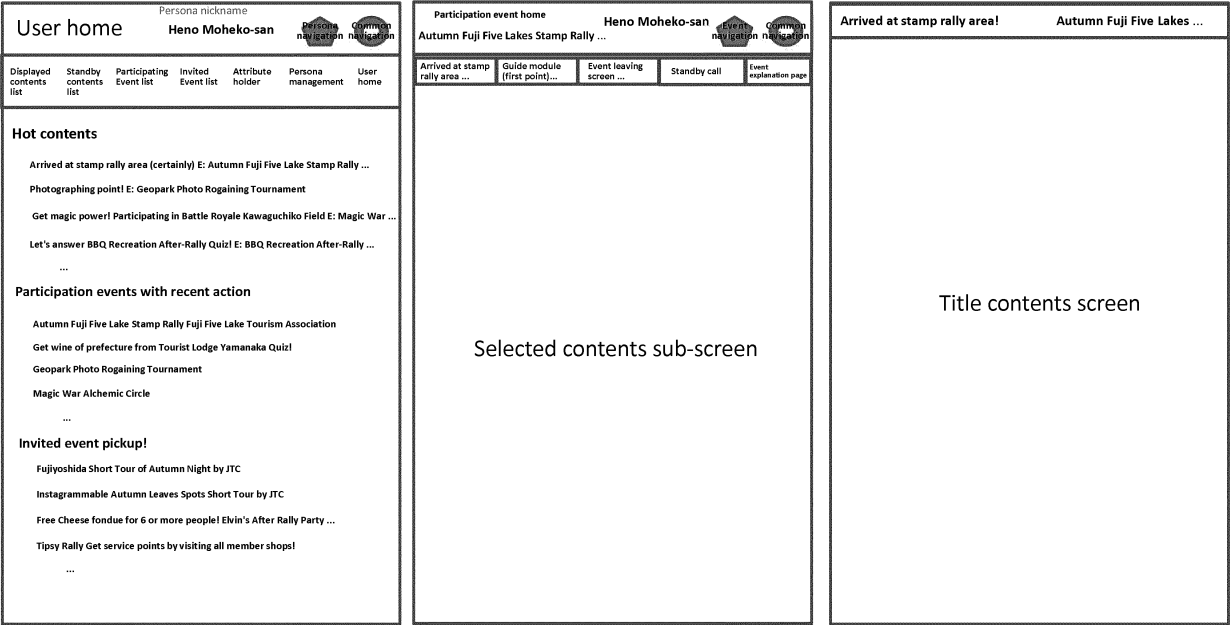 Persona nickname
User home
Heno Moheko-san
Persona
navigation
Common
navigation
Displayed
contents
list
Standby
contents
list
Participating
Event list
Invited
Event list
Attribute
holder
Persona
management
User
home
Hot contents
Arrived at stamp rally area (certainly) E: Autumn Fuji Five Lake Stamp Rally ...
Photographing point! E: Geopark Photo Rogaining Tournament
Get magic power! Participating in Battle Royale Kawaguchiko Field E: Magic War ...
Let's answer BBQ Recreation After-Rally Quiz! E: BBQ Recreation After-Rally ...
...
Participation events with recent action
Autumn Fuji Five Lake Stamp Rally Fuji Five Lake Tourism Association
Get wine of prefecture from Tourist Lodge Yamanaka Quiz!
Geopark Photo Rogaining Tournament
Magic War Alchemic Circle
...
Invited event pickup!
Fujiyoshida Short Tour of Autumn Night by JTC
Instagrammable Autumn Leaves Spots Short Tour by JTC
Free Cheese fondue for 6 or more people! Elvin's After Rally Party ...
Tipsy Rally Get service points by visiting all member shops!
...
Participation event home
Heno Moheko-san
Autumn Fuji Five Lakes Stamp Rally ...
Event
navigation
Common
navigation
Arrived at stamp
rally area ...
Guide module
(first point)...
Event leaving
screen ...
Standby call
Event
explanation page
Selected contents sub-screen
Arrived at stamp rally area!
Autumn Fuji Five Lakes ...
Title contents screen